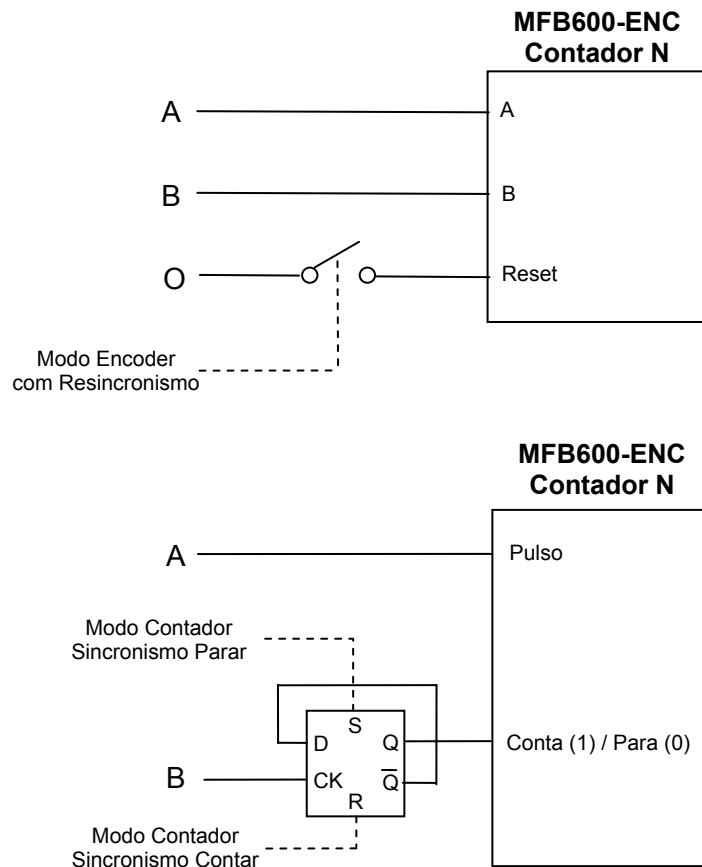 MFB600-ENC
Contador N
A
A
B
B
O
Reset
Modo Encoder
com Resincronismo
MFB600-ENC
Contador N
A
Pulso
Modo Contador
Sincronismo Parar
S
D
Q
Conta (1) / Para (0)
B
CK
Q̅
R
Modo Contador
Sincronismo Contar